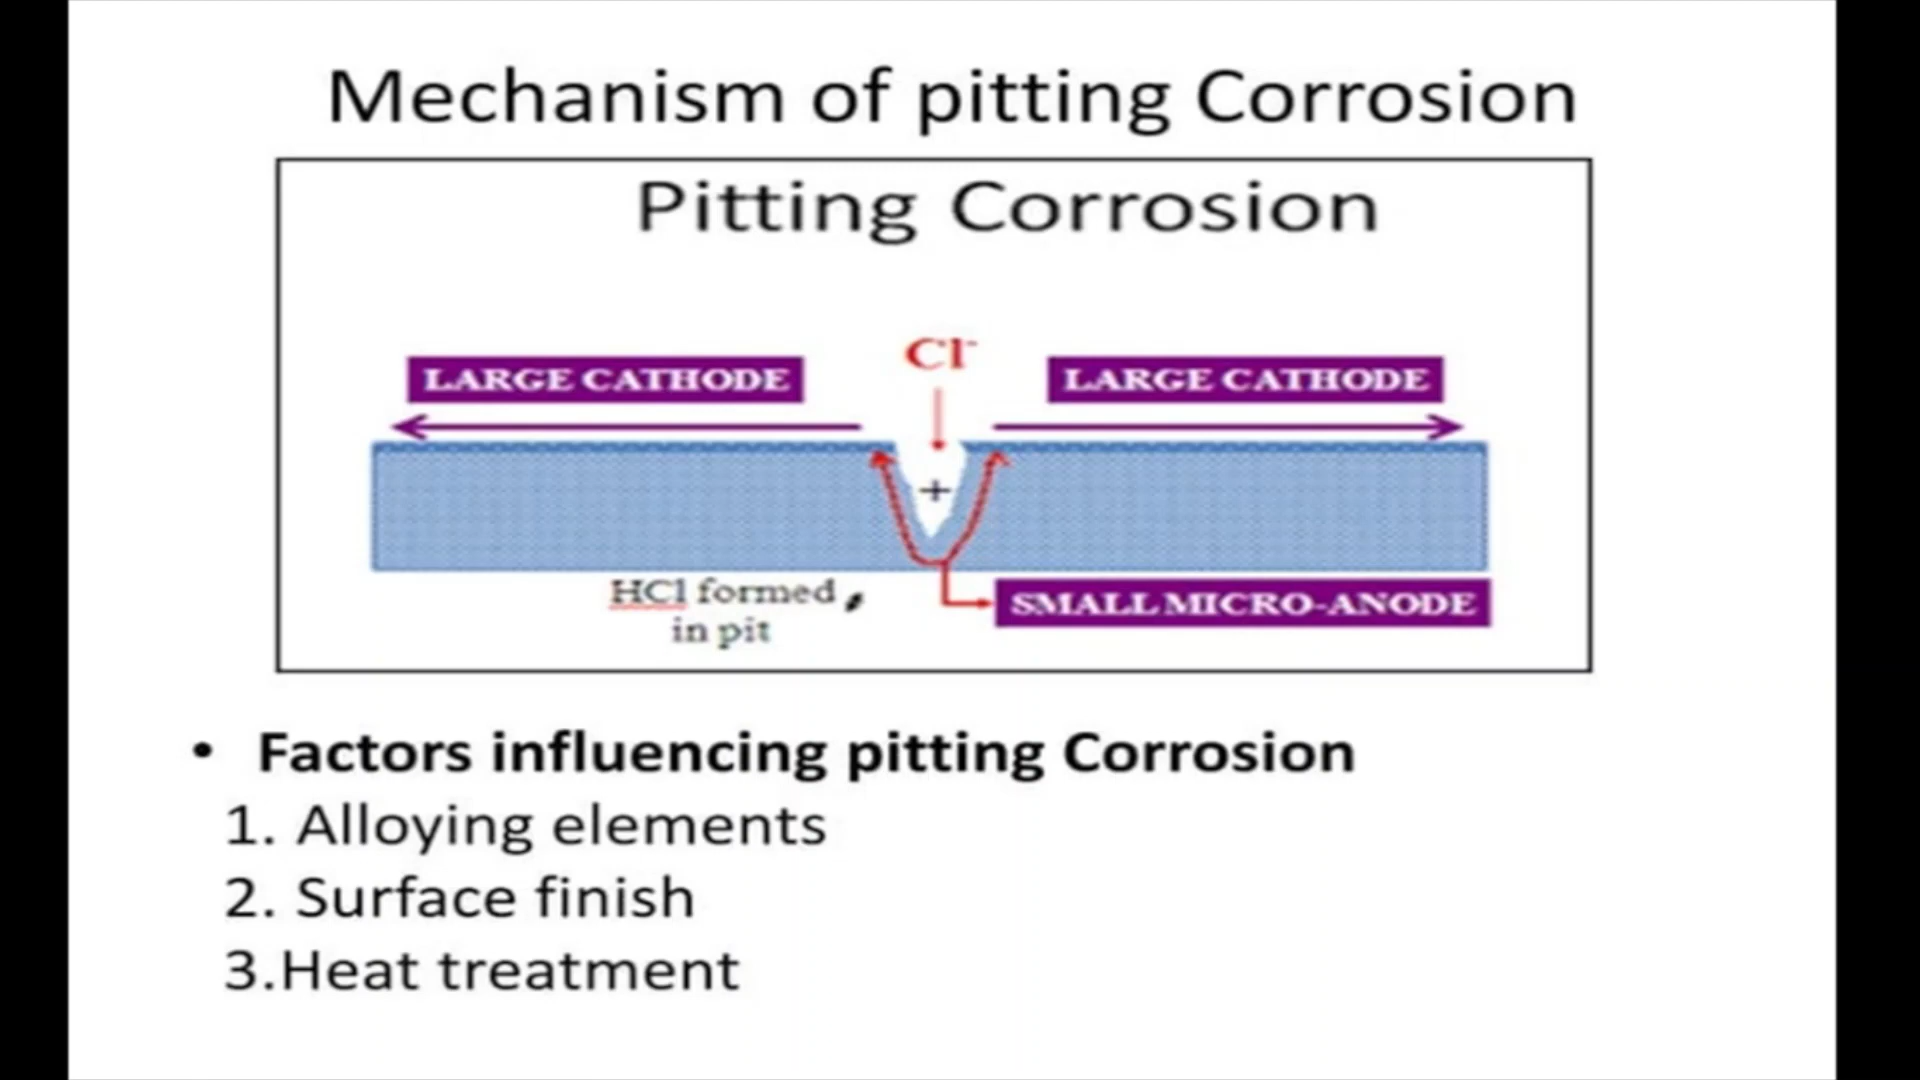 Mechanism of pitting Corrosion
Pitting Corrosion
Cl-
LARGE CATHODE
LARGE CATHODE
+
HCl formed
in pit
SMALL MICRO-ANODE
• Factors influencing pitting Corrosion
1. Alloying elements
2. Surface finish
3.Heat treatment